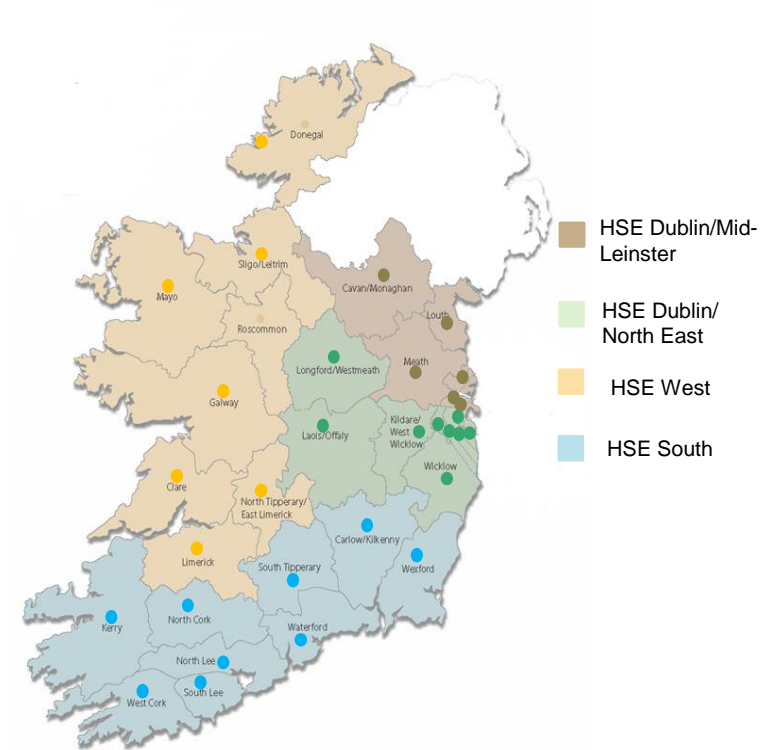 Donegal
Sligo/Leitrim
Mayo
Roscommon
Galway
Clare
North Tipperary/
East Limerick
Limerick
Cavan/Monaghan
Louth
Meath
Longford/Westmeath
Laois/Offaly
Kildare/
West
Wicklow
Wicklow
Carlow/Kilkenny
Wexford
South Tipperary
Waterford
Kerry
North Cork
North Lee
South Lee
West Cork
HSE Dublin/Mid-
Leinster
HSE Dublin/
North East
HSE West
HSE South